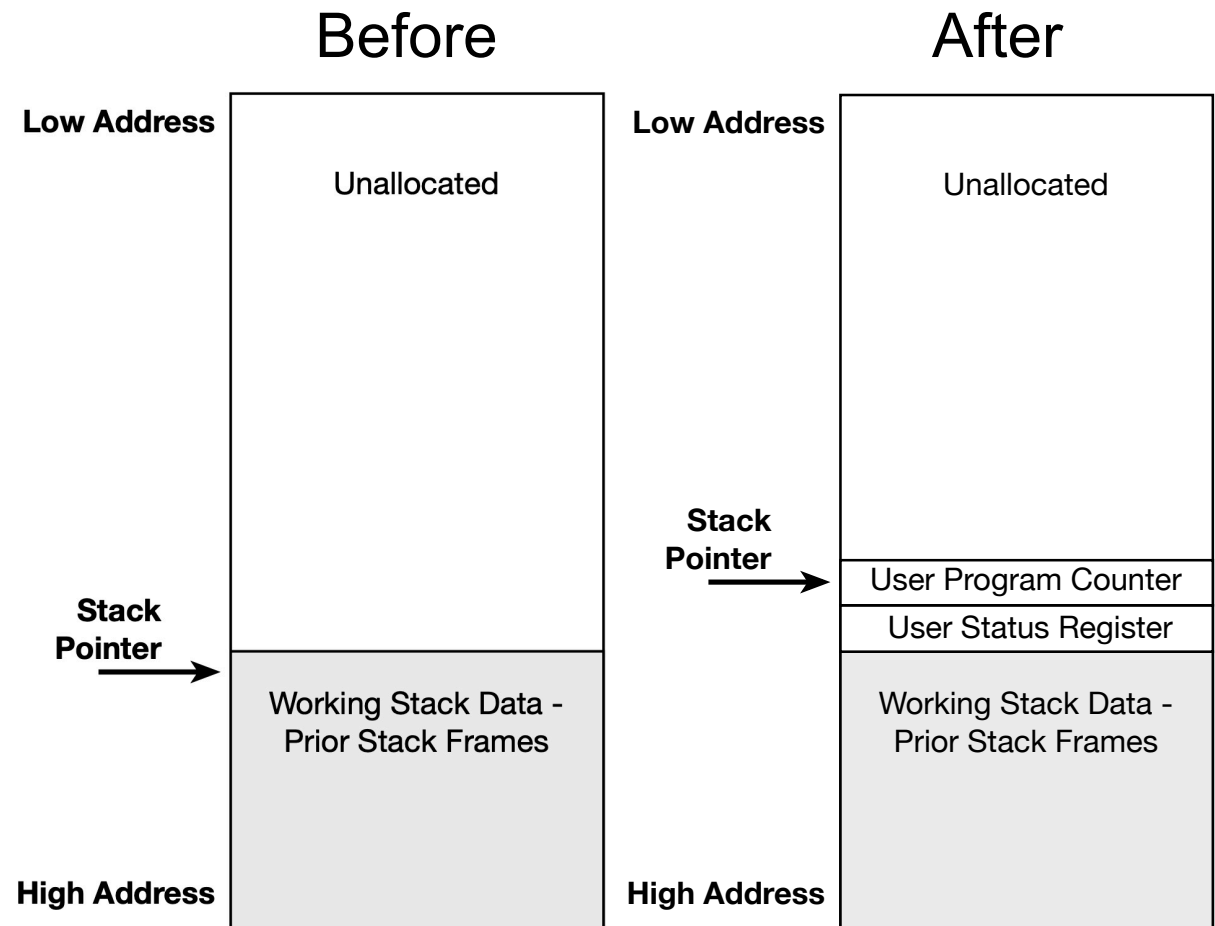 Before
Low Address
Unallocated
Stack
Pointer
Working Stack Data -
Prior Stack Frames
High Address
After
Low Address
Unallocated
Stack
Pointer
User Program Counter
User Status Register
Working Stack Data -
Prior Stack Frames
High Address